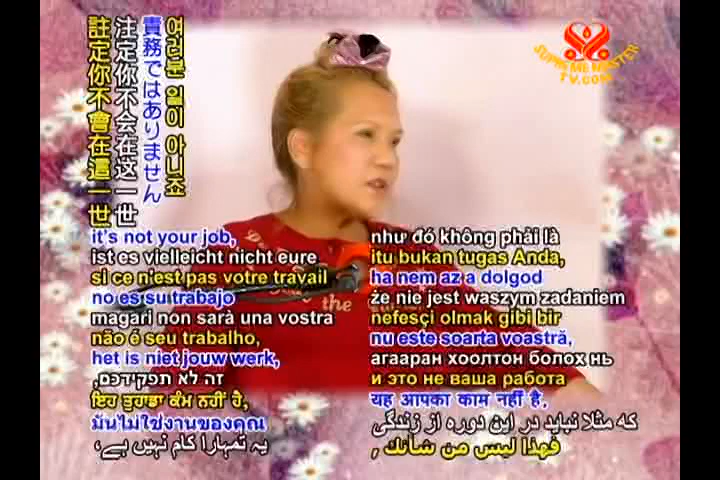 SUPREME MASTER
TV.COM
註定你不會在這一世
注定你不会在这一世
責務ではありません
여러분 일이 아니죠
it's not your job,
ist es vielleicht nicht eure
si ce n'est pas votre travail
no es su trabajo
magari non sarà una vostra
não é seu trabalho,
het is niet jouw werk,
זה לא תפקידכם,
ਇਹ ਤੁਹਾਡਾ ਕੰਮ ਨਹੀਂ ਹੈ,
มันไม่ใช่งานของคุณ
یہ تمہارا کام نہیں ہے،
như đó không phải là
itu bukan tugas Anda,
ha nem az a dolgod
że nie jest waszym zadaniem
nefesçi olmak gibi bir
nu este soarta voastră,
агааран хоолтон болох нь
и это не ваша работа
यह आपका काम नहीं है,
که مثلا نباید در این دوره از زندگی
فهذا ليس من شأنك ,
the